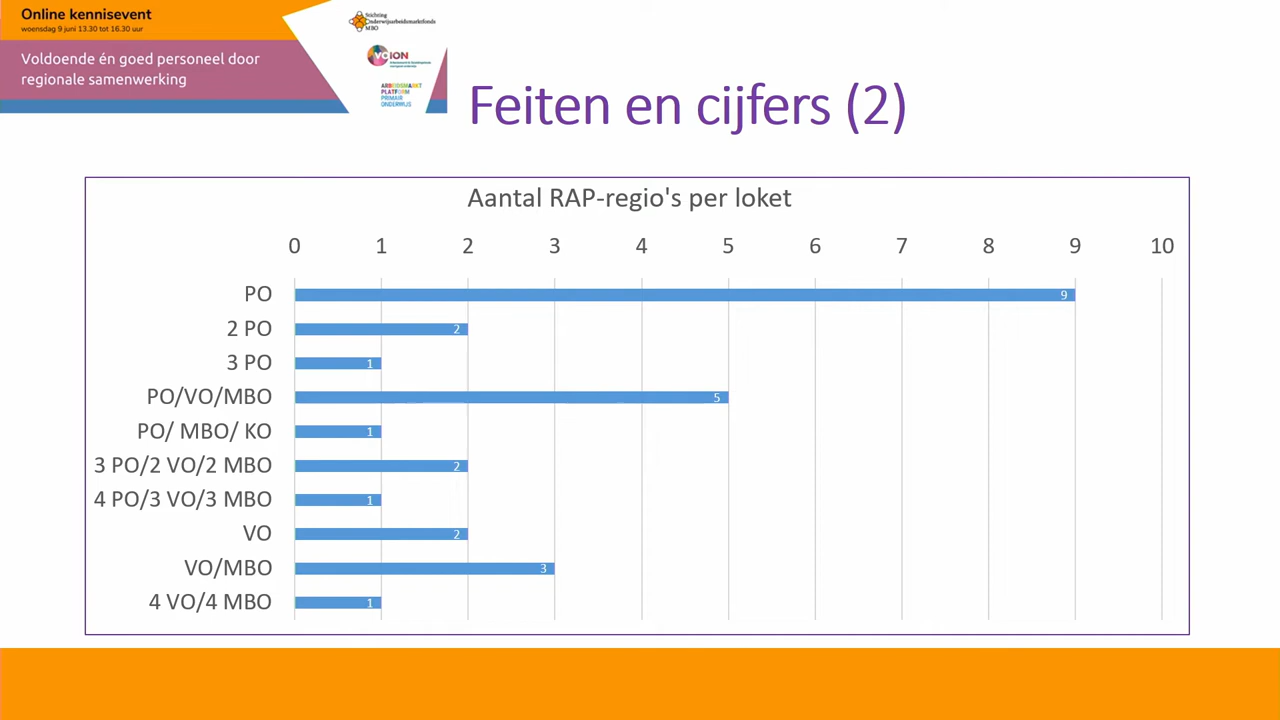 Online kennisevent
woensdag 9 juni 13.30 tot 16.30 uur
Voldoende én goed personeel door
regionale samenwerking
Stichting
Onderwijsarbeidsmarktfonds
MBO
VOION
ARBEIDSMARKT
PLATFORM
PRIMAIR
ONDERWIJS
Feiten en cijfers (2)
Aantal RAP-regio's per loket
0 1 2 3 4 5 6 7 8 9 10
PO 9
2 PO 2
3 PO 1
PO/VO/MBO 5
PO/ MBO/ KO 1
3 PO/2 VO/2 MBO 2
4 PO/3 VO/3 MBO 1
VO 2
VO/MBO 3
4 VO/4 MBO 1